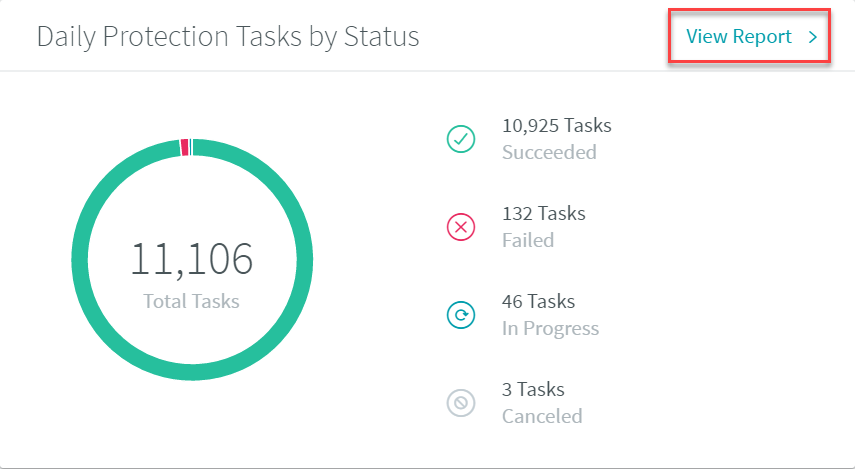 Daily Protection Tasks by Status
View Report
11,106
Total Tasks
10,925 Tasks
Succeeded
132 Tasks
Failed
46 Tasks
In Progress
3 Tasks
Canceled